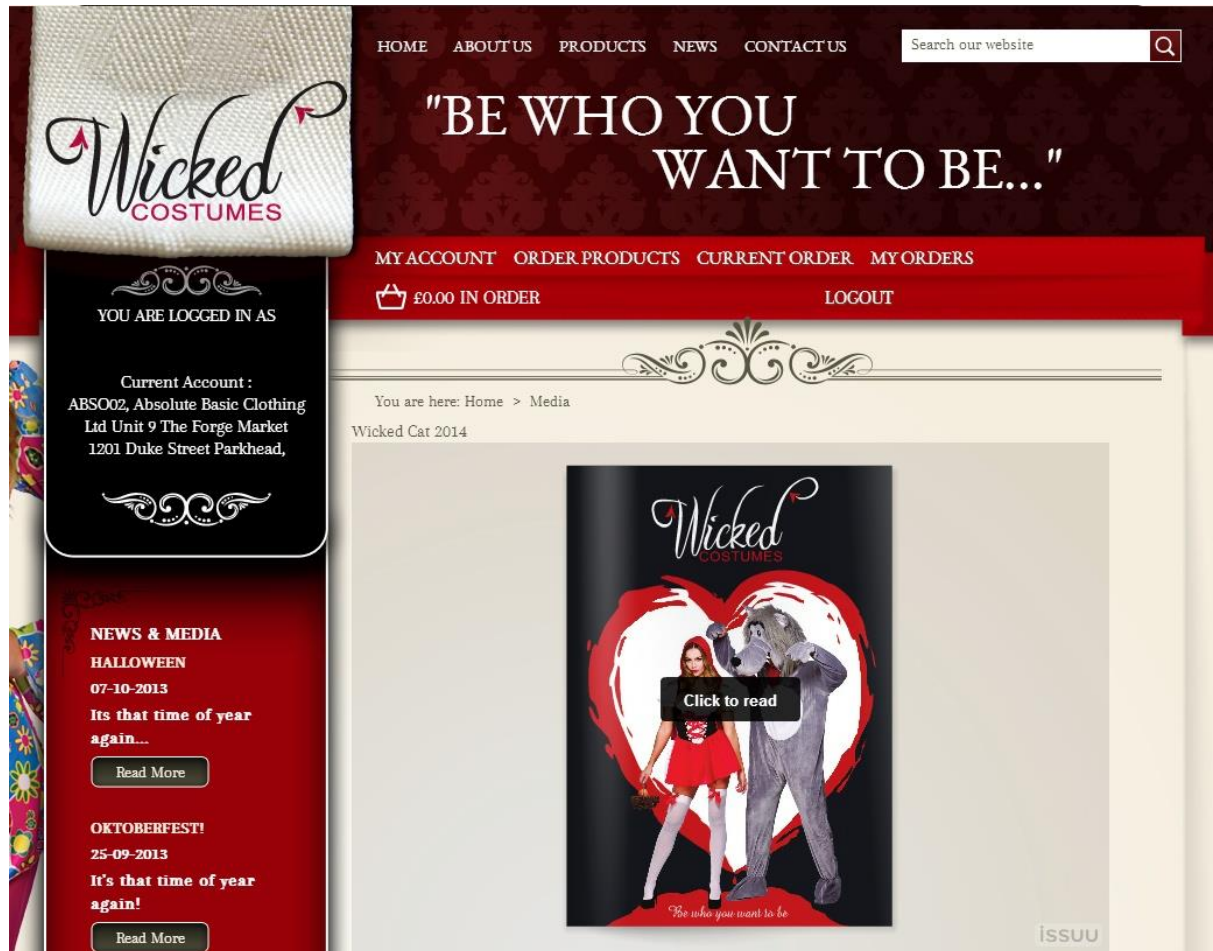 HOME ABOUT US PRODUCTS NEWS CONTACT US
Search our website
"BE WHO YOU
WANT TO BE..."
Wicked
COSTUMES
MY ACCOUNT ORDER PRODUCTS CURRENT ORDER MY ORDERS
£0.00 IN ORDER LOGOUT
YOU ARE LOGGED IN AS
Current Account :
ABSO02, Absolute Basic Clothing
Ltd Unit 9 The Forge Market
1201 Duke Street Parkhead,
NEWS & MEDIA
HALLOWEEN
07-10-2013
Its that time of year
again...
Read More
OKTOBERFEST!
25-09-2013
It's that time of year
again!
Read More
You are here: Home > Media
Wicked Cat 2014
Wicked
COSTUMES
Click to read
Be who you want to be
issuu